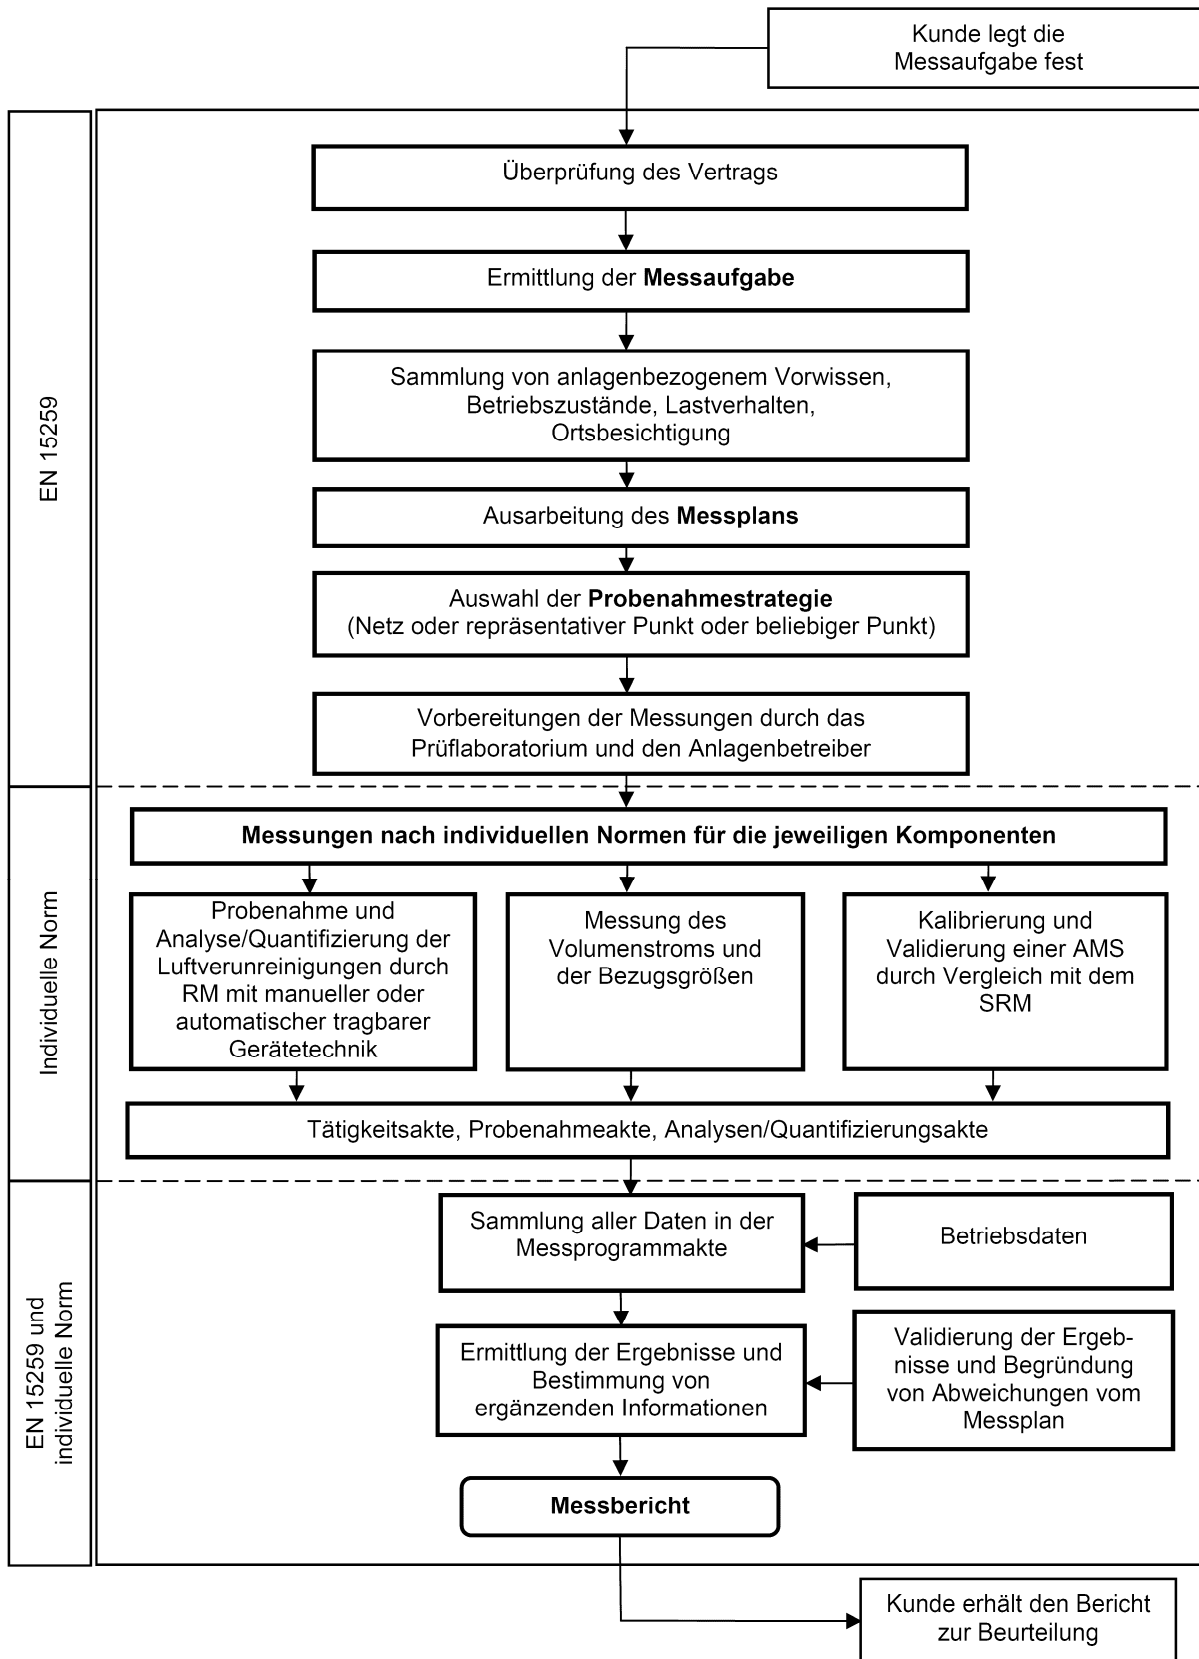 Kunde legt die
Messaufgabe fest
EN 15259
Überprüfung des Vertrags
Ermittlung der Messaufgabe
Sammlung von anlagenbezogenem Vorwissen,
Betriebszustände, Lastverhalten,
Ortsbesichtigung
Ausarbeitung des Messplans
Auswahl der Probenahmestrategie
(Netz oder repräsentativer Punkt oder beliebiger Punkt)
Vorbereitungen der Messungen durch das
Prüflaboratorium und den Anlagenbetreiber
Individuelle Norm
Messungen nach individuellen Normen für die jeweiligen Komponenten
Probenahme und
Analyse/Quantifizierung der
Luftverunreinigungen durch
RM mit manueller oder
automatischer tragbarer
Gerätetechnik
Messung des
Volumenstroms und
der Bezugsgrößen
Kalibrierung und
Validierung einer AMS
durch Vergleich mit dem
SRM
Tätigkeitsakte, Probenahmeakte, Analysen/Quantifizierungsakte
EN 15259 und
individuelle Norm
Sammlung aller Daten in der
Messprogrammakte
Betriebsdaten
Ermittlung der Ergebnisse und
Bestimmung von
ergänzenden Informationen
Validierung der Ergeb-
nisse und Begründung
von Abweichungen vom
Messplan
Messbericht
Kunde erhält den Bericht
zur Beurteilung